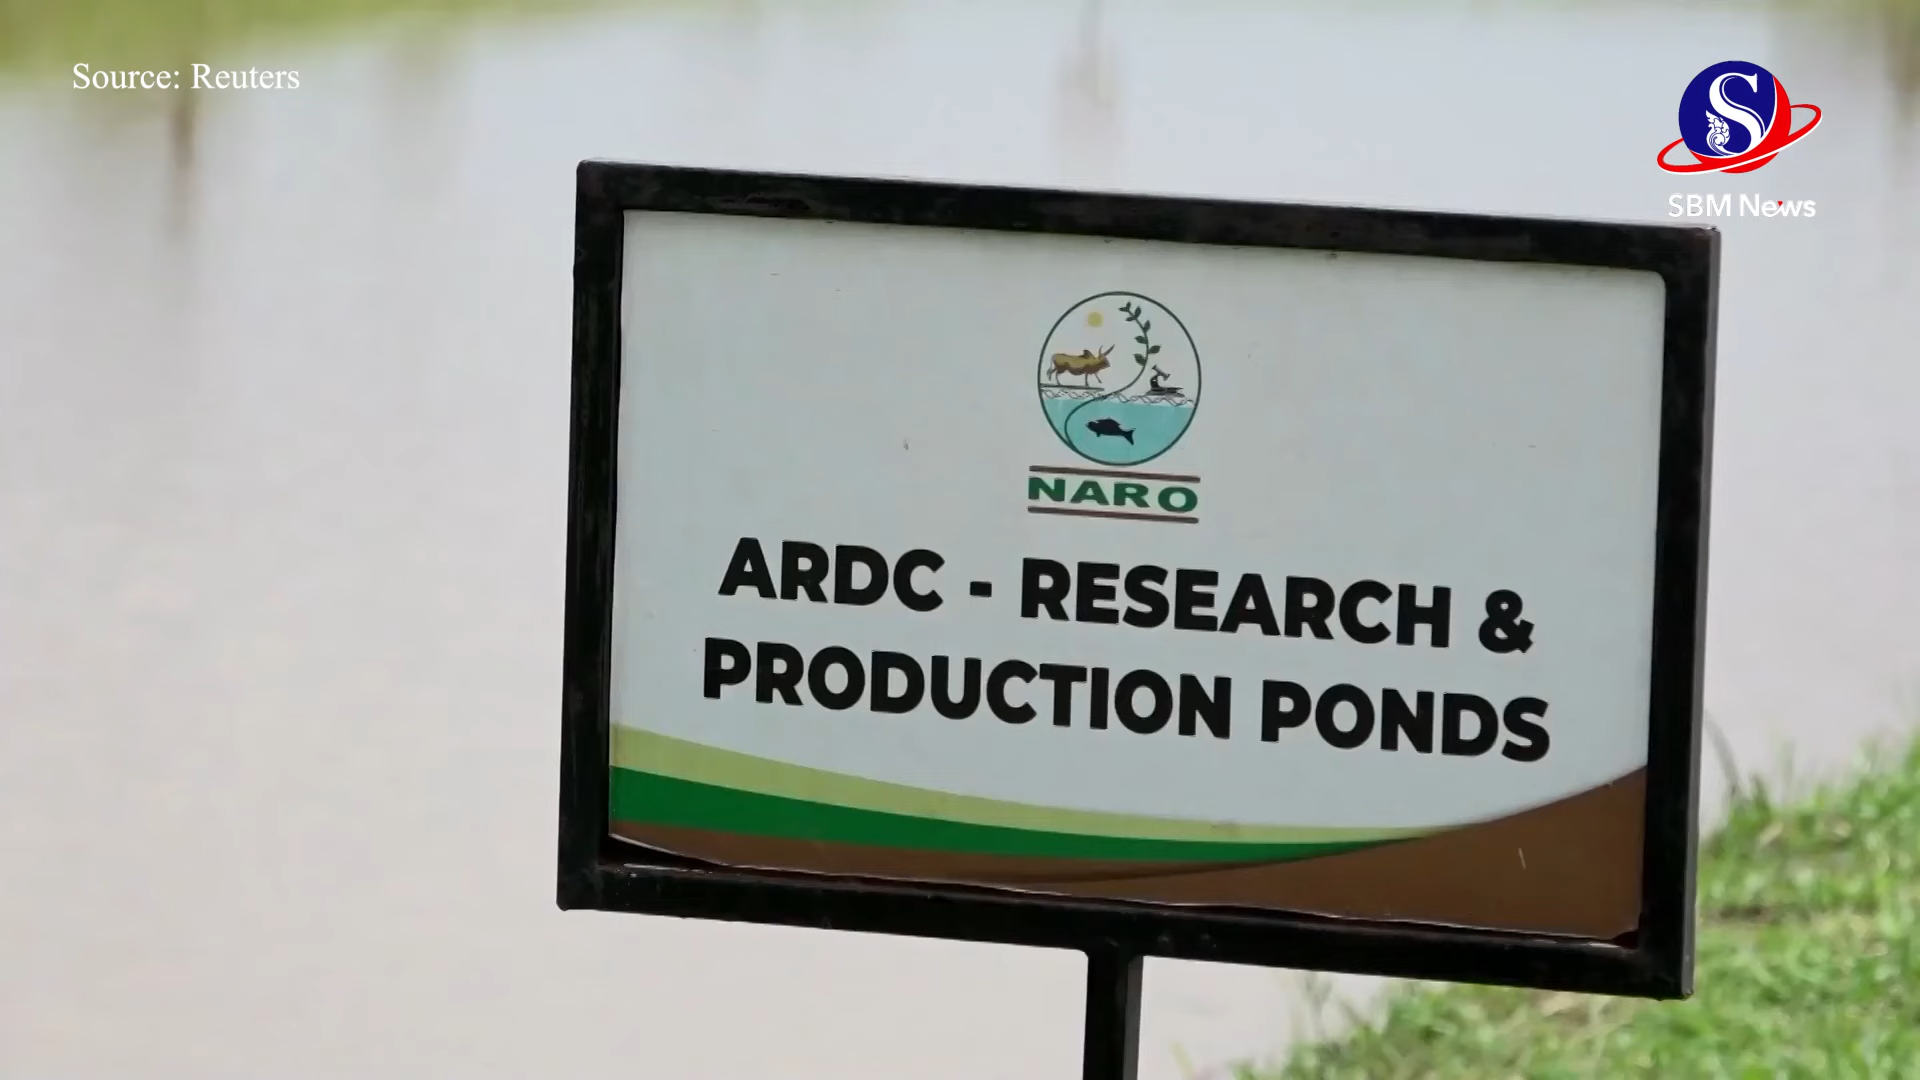 Source: Reuters
S
SBM News
NARO
ARDC - RESEARCH &
PRODUCTION PONDS